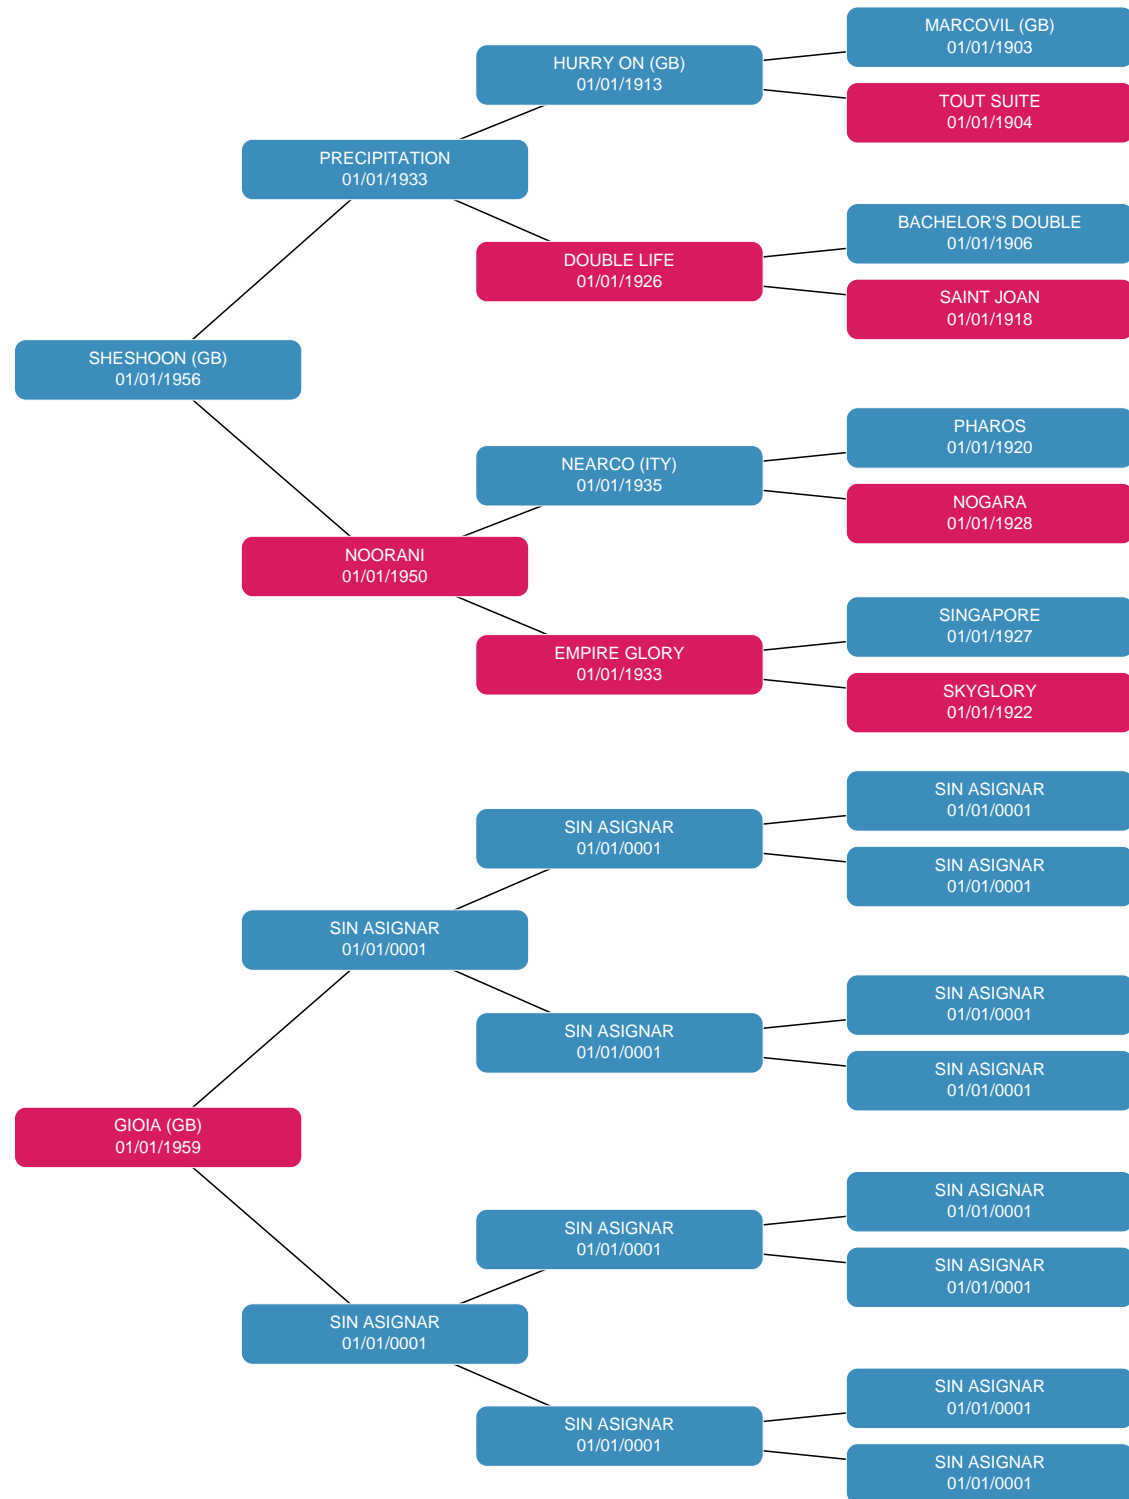 MARCOVIL (GB)
01/01/1903
HURRY ON (GB)
01/01/1913
TOUT SUITE
01/01/1904
PRECIPITATION
01/01/1933
BACHELOR'S DOUBLE
01/01/1906
DOUBLE LIFE
01/01/1926
SAINT JOAN
01/01/1918
SHESHOON (GB)
01/01/1956
PHAROS
01/01/1920
NEARCO (ITY)
01/01/1935
NOGARA
01/01/1928
NOORANI
01/01/1950
SINGAPORE
01/01/1927
EMPIRE GLORY
01/01/1933
SKYGLORY
01/01/1922
SIN ASIGNAR
01/01/0001
SIN ASIGNAR
01/01/0001
SIN ASIGNAR
01/01/0001
SIN ASIGNAR
01/01/0001
SIN ASIGNAR
01/01/0001
SIN ASIGNAR
01/01/0001
SIN ASIGNAR
01/01/0001
GIOIA (GB)
01/01/1959
SIN ASIGNAR
01/01/0001
SIN ASIGNAR
01/01/0001
SIN ASIGNAR
01/01/0001
SIN ASIGNAR
01/01/0001
SIN ASIGNAR
01/01/0001
SIN ASIGNAR
01/01/0001
SIN ASIGNAR
01/01/0001